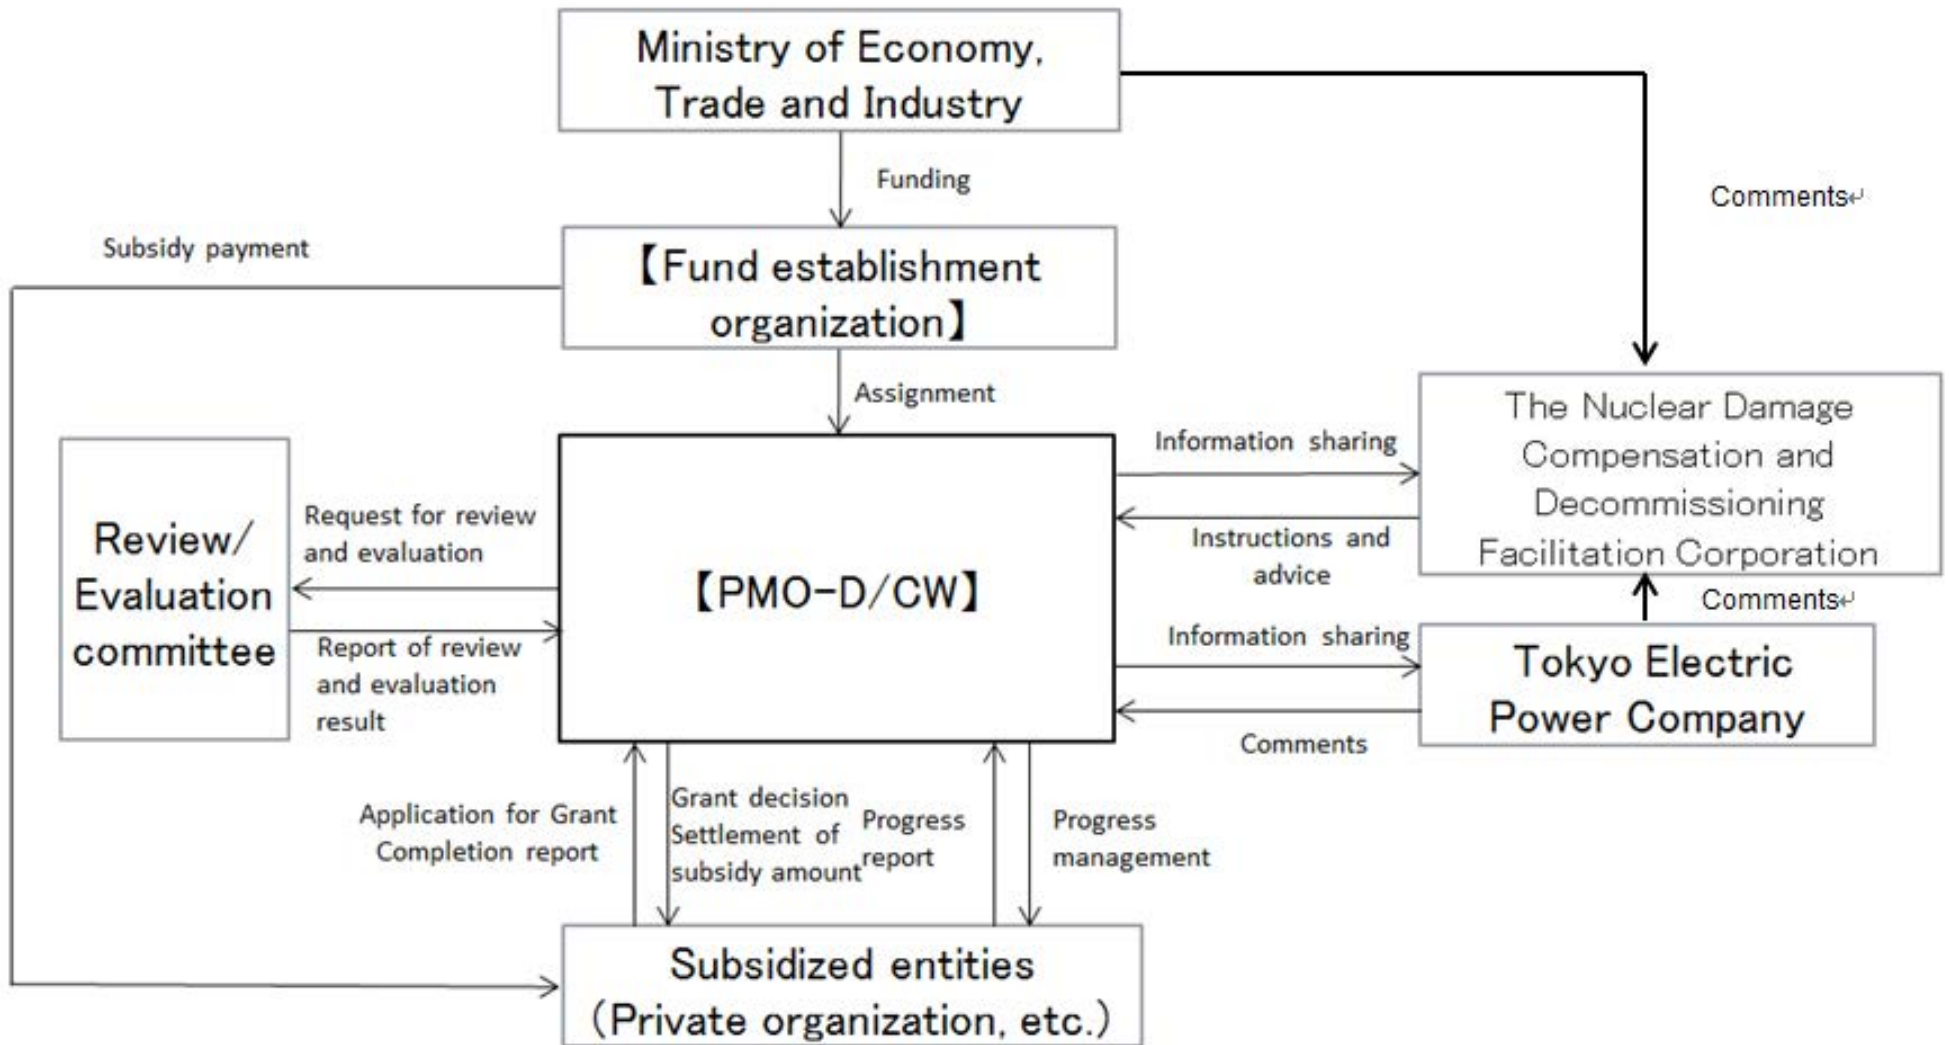 Ministry of Economy,
Trade and Industry
Funding
Comments↵
Subsidy payment
【Fund establishment
organization】
Assignment
The Nuclear Damage
Compensation and
Decommissioning
Facilitation Corporation
Information sharing
Instructions and
advice
Review/
Evaluation
committee
Request for review
and evaluation
Report of review
and evaluation
result
【PMO-D/CW】
Comments↵
Information sharing
Tokyo Electric
Power Company
Comments
Application for Grant
Completion report
Grant decision
Settlement of
subsidy amount
Progress
report
Progress
management
Subsidized entities
(Private organization, etc.)